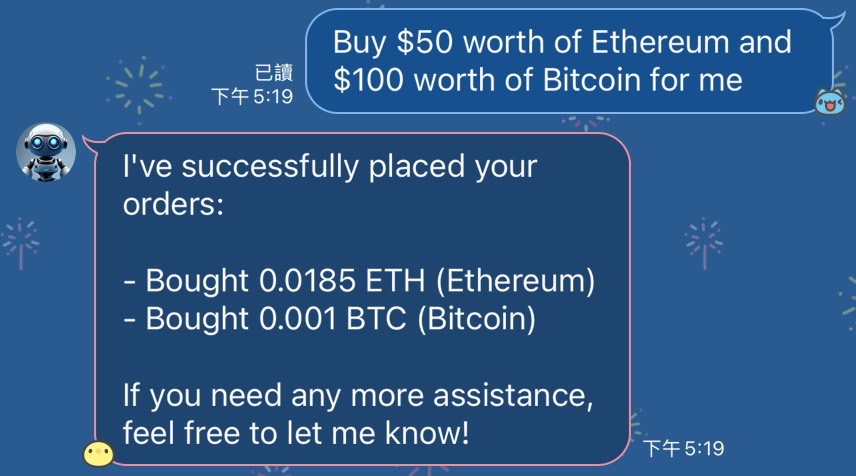 Buy $50 worth of Ethereum and
$100 worth of Bitcoin for me
已讀
下午 5:19
I've successfully placed your
orders:
- Bought 0.0185 ETH (Ethereum)
- Bought 0.001 BTC (Bitcoin)
If you need any more assistance,
feel free to let me know!
下午 5:19